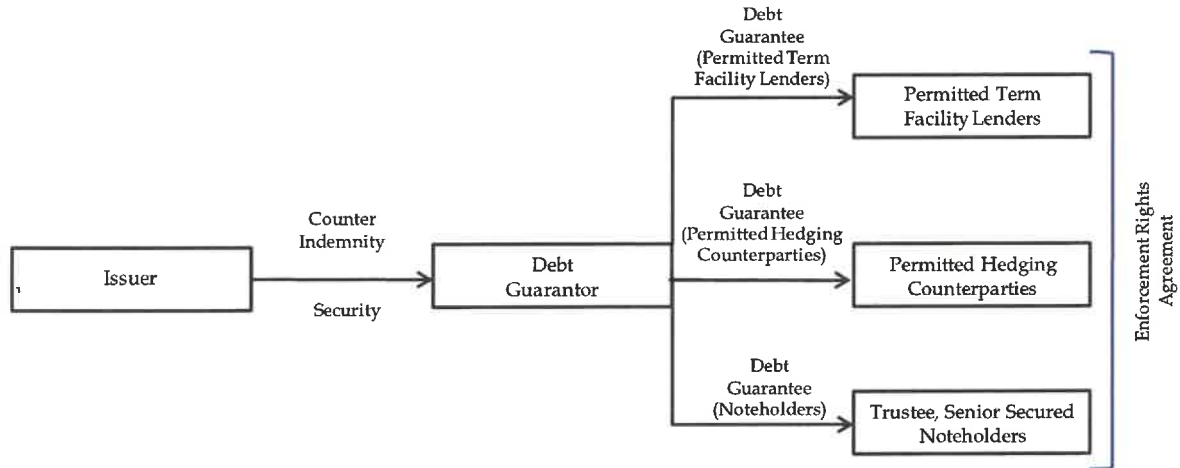 Debt
Guarantee
(Permitted Term
Facility Lenders)
Permitted Term
Facility Lenders
Debt
Guarantee
(Permitted Hedging
Counterparties)
Counter
Indemnity
Issuer
Debt
Guarantor
Permitted Hedging
Counterparties
Security
Debt
Guarantee
(Noteholders)
Trustee, Senior Secured
Noteholders
Enforcement Rights
Agreement